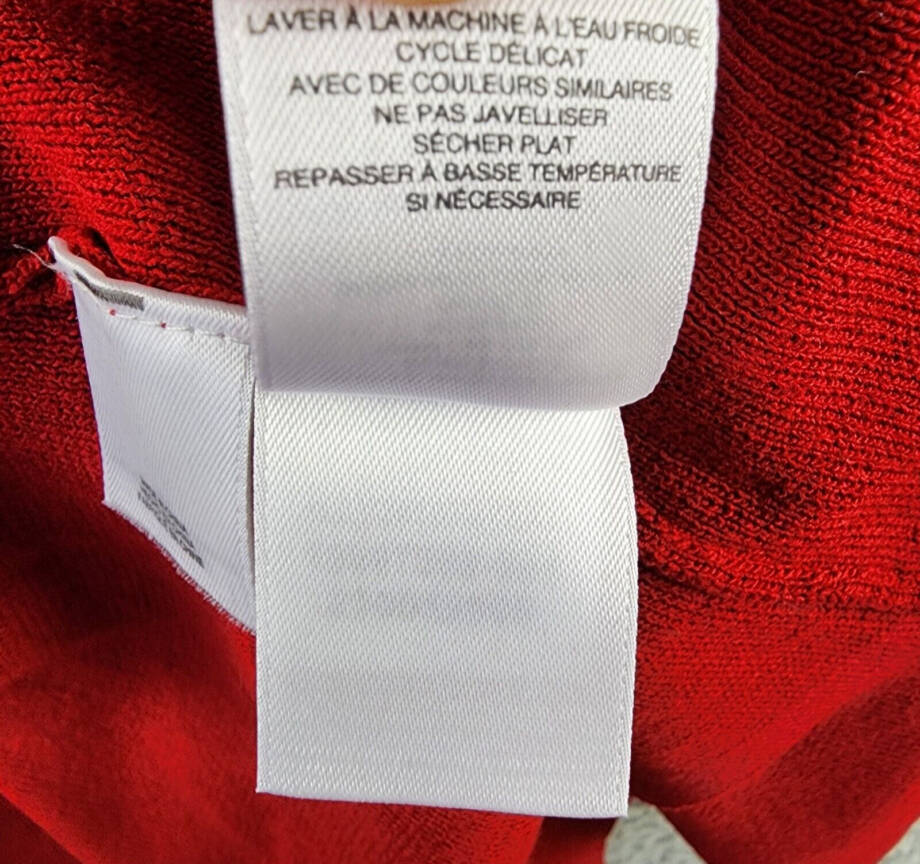 LAVER À LA MACHINE À L'EAU FROIDE
CYCLE DÉLICAT
AVEC DE COULEURS SIMILAIRES
NE PAS JAVELLISER
SÉCHER PLAT
REPASSER À BASSE TEMPÉRATURE
SI NÉCESSAIRE